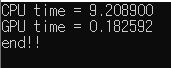 CPU time = 9.208900
GPU time = 0.182592
end!!